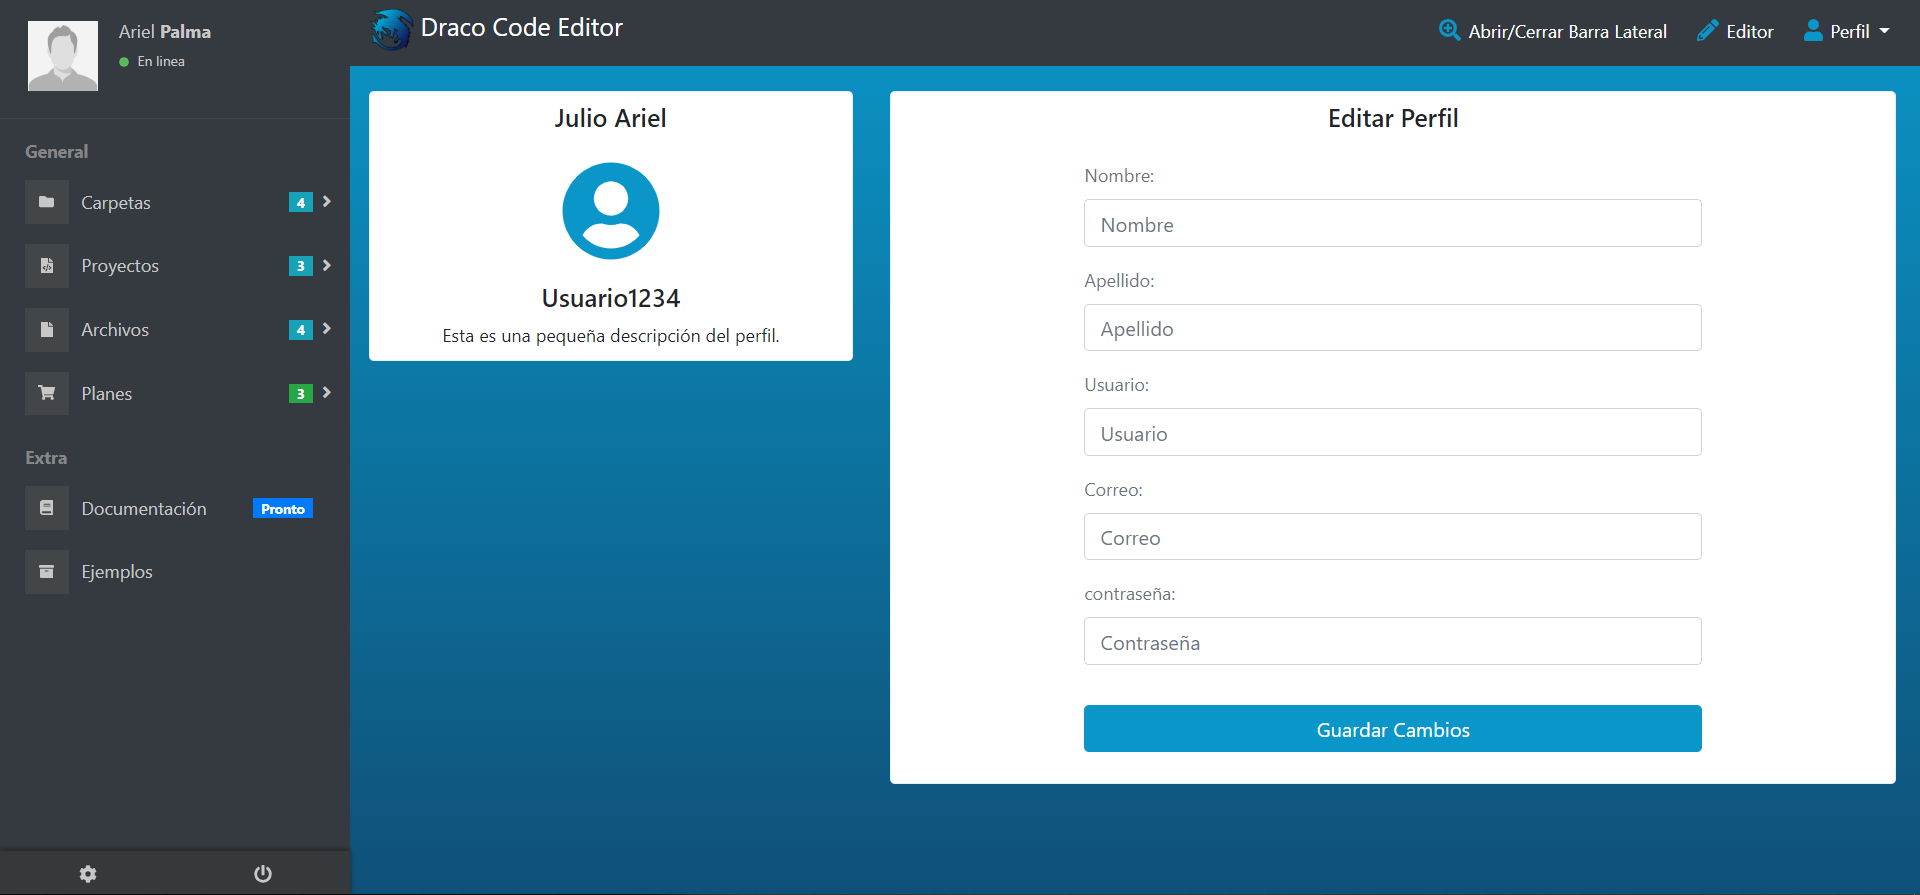 Ariel Palma
En linea
General
Carpetas 4
Proyectos 3
Archivos 4
Planes 3
Extra
Documentación Pronto
Ejemplos
Draco Code Editor
Abrir/Cerrar Barra Lateral
Editor
Perfil
Julio Ariel
Usuario1234
Esta es una pequeña descripción del perfil.
Editar Perfil
Nombre:
Nombre
Apellido:
Apellido
Usuario:
Usuario
Correo:
Correo
contraseña:
Contraseña
Guardar Cambios